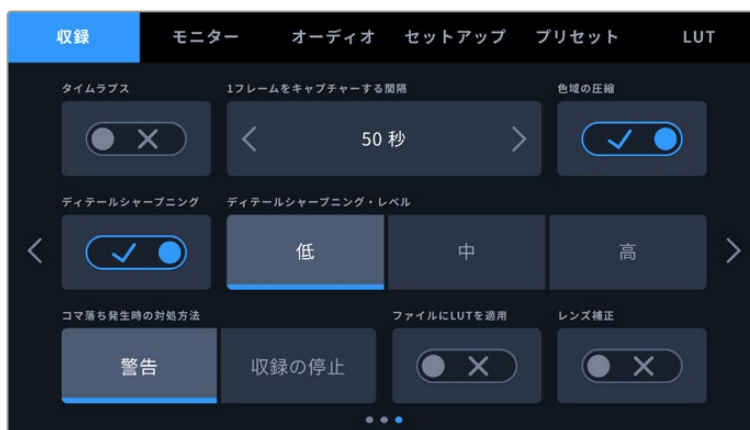 収録 モニター オーディオ セットアップ プリセット LUT
タイムラプス 1フレームをキャプチャーする間隔 色域の圧縮
50 秒
ディテールシャープニング ディテールシャープニング・レベル
低 中 高
コマ落ち発生時の対処方法 ファイルにLUTを適用 レンズ補正
警告 収録の停止